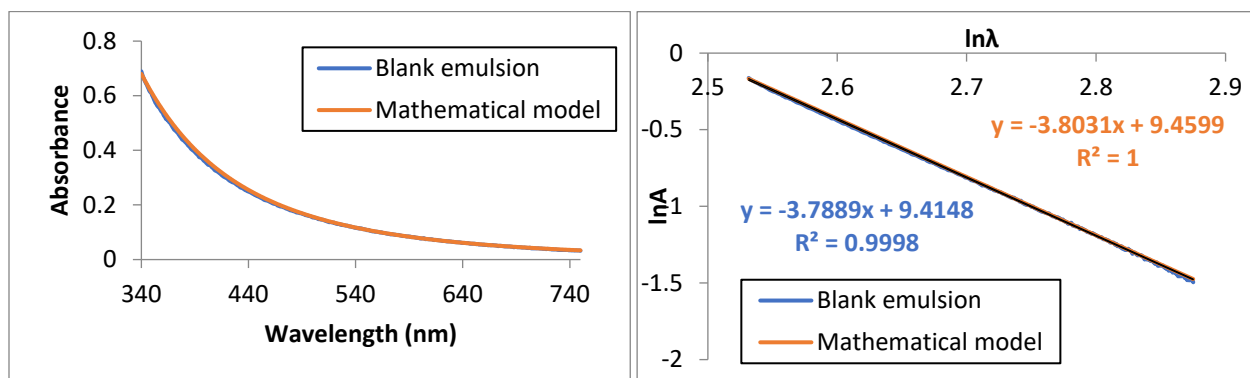 0.8
0.6
0.4
0.2
0
340 440 540 640 740
Absorbance
Wavelength (nm)
Blank emulsion
Mathematical model
lnλ
0
-0.5
-1
-1.5
-2
2.5 2.6 2.7 2.8 2.9
lnA
y = -3.8031x + 9.4599
R² = 1
y = -3.7889x + 9.4148
R² = 0.9998
Blank emulsion
Mathematical model